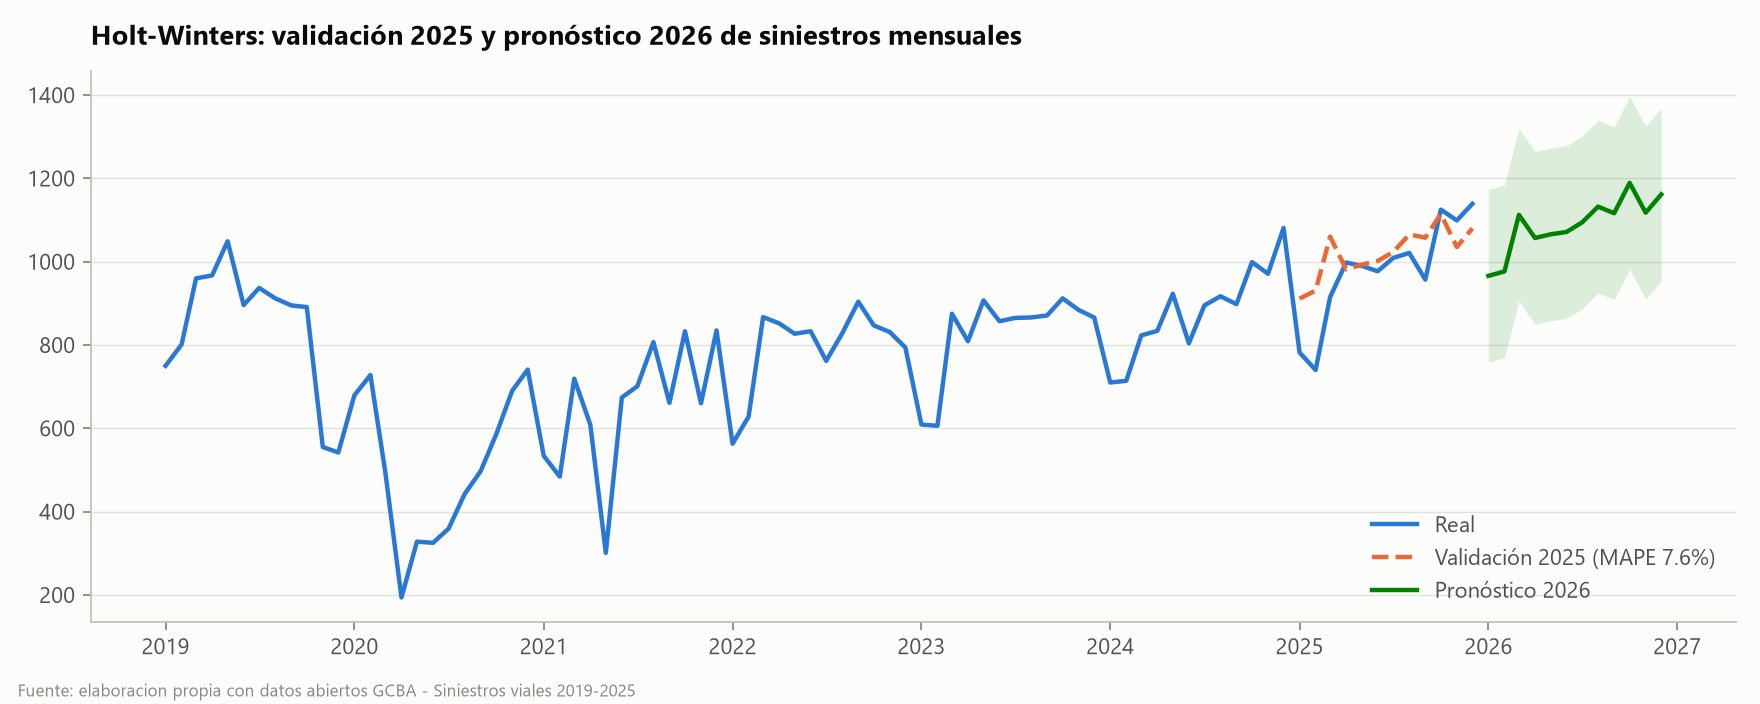 Holt-Winters: validación 2025 y pronóstico 2026 de siniestros mensuales
1400
1200
1000
800
600
400
200
Real
Validación 2025 (MAPE 7.6%)
Pronóstico 2026
2019 2020 2021 2022 2023 2024 2025 2026 2027
Fuente: elaboracion propia con datos abiertos GCBA - Siniestros viales 2019-2025